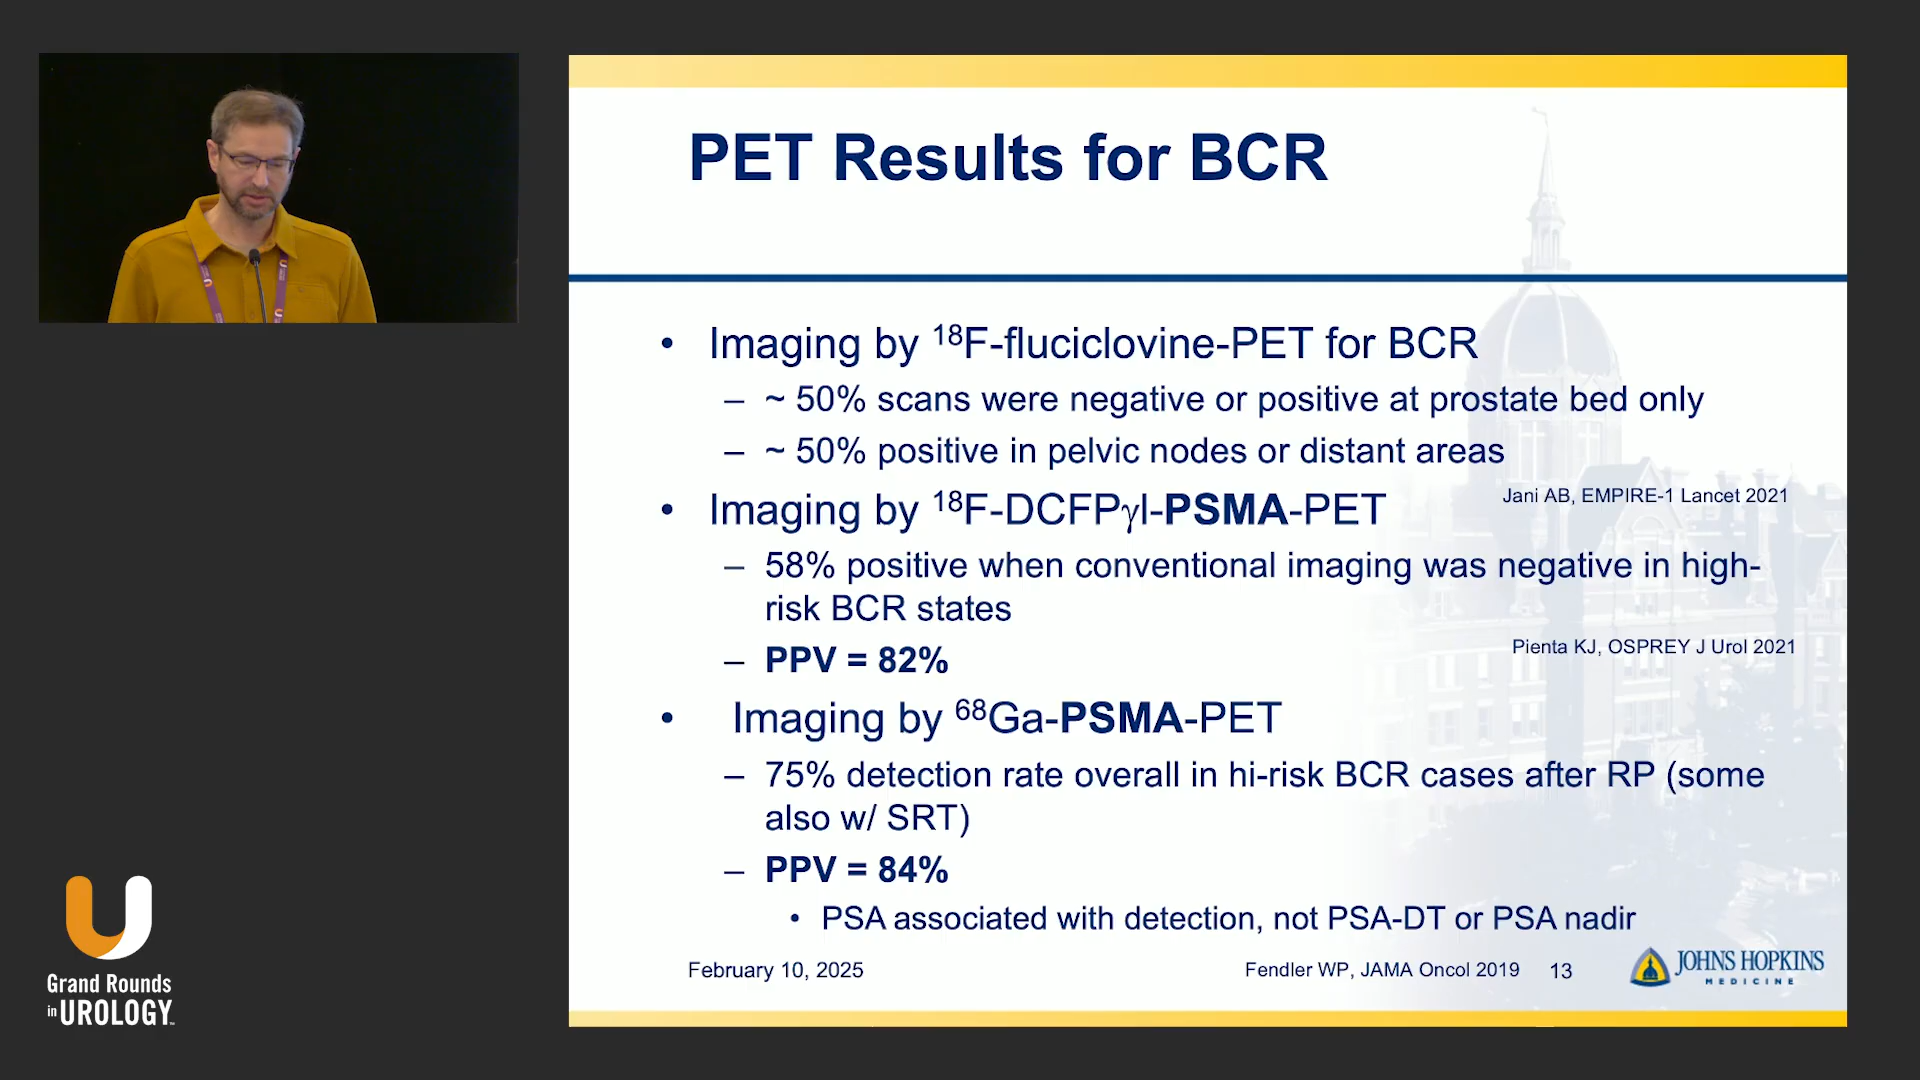 PET Results for BCR
• Imaging by ¹⁸F-fluciclovine-PET for BCR
– ~ 50% scans were negative or positive at prostate bed only
– ~ 50% positive in pelvic nodes or distant areas
Jani AB, EMPIRE-1 Lancet 2021
• Imaging by ¹⁸F-DCFPγl-PSMA-PET
– 58% positive when conventional imaging was negative in high-
risk BCR states
Pienta KJ, OSPREY J Urol 2021
– PPV = 82%
• Imaging by ⁶⁸Ga-PSMA-PET
– 75% detection rate overall in hi-risk BCR cases after RP (some
also w/ SRT)
– PPV = 84%
• PSA associated with detection, not PSA-DT or PSA nadir
February 10, 2025
Fendler WP, JAMA Oncol 2019
13
JOHNS HOPKINS
MEDICINE
Grand Rounds
in UROLOGY™